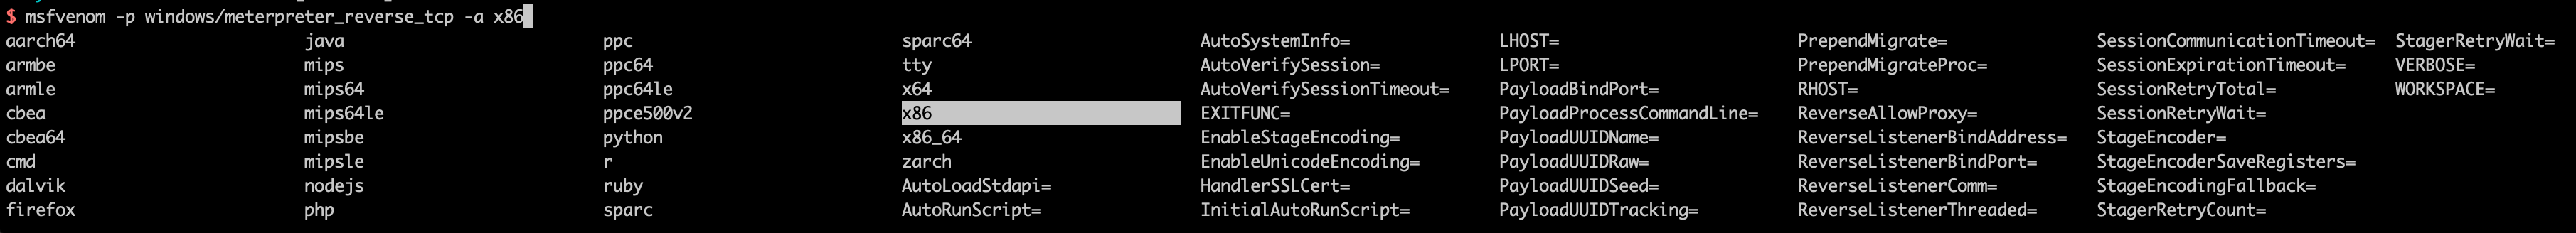 $ msfvenom -p windows/meterpreter_reverse_tcp -a x86
aarch64 java ppc sparc64 AutoSystemInfo= LHOST= PrependMigrate= SessionCommunicationTimeout= StagerRetryWait=
armbe mips ppc64 tty AutoVerifySession= LPORT= PrependMigrateProc= SessionExpirationTimeout= VERBOSE=
armle mips64 ppc64le x64 AutoVerifySessionTimeout= PayloadBindPort= RHOST= SessionRetryTotal= WORKSPACE=
cbea mips64le ppce500v2 x86 EXITFUNC= PayloadProcessCommandLine= ReverseAllowProxy= SessionRetryWait=
cbea64 mipsbe python x86_64 EnableStageEncoding= PayloadUUIDName= ReverseListenerBindAddress= StageEncoder=
cmd mipsle r zarch EnableUnicodeEncoding= PayloadUUIDRaw= ReverseListenerBindPort= StageEncoderSaveRegisters=
dalvik nodejs ruby AutoLoadStdapi= HandlerSSLCert= PayloadUUIDSeed= ReverseListenerComm= StageEncodingFallback=
firefox php sparc AutoRunScript= InitialAutoRunScript= PayloadUUIDTracking= ReverseListenerThreaded= StagerRetryCount=